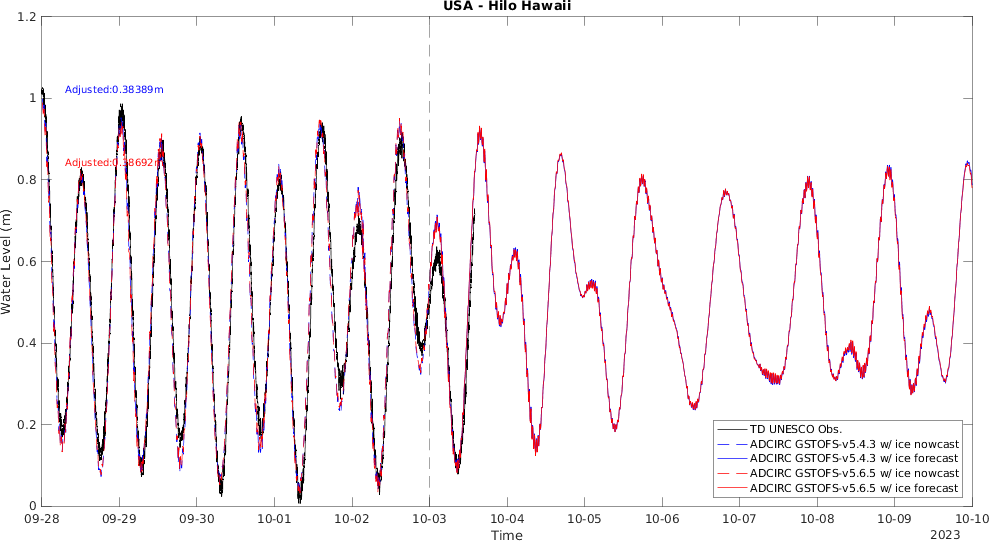 USA - Hilo Hawaii
1.2
1
0.8
0.6
0.4
0.2
0
Water Level (m)
Adjusted:0.38389m
Adjusted:0.38692m
TD UNESCO Obs.
ADCIRC GSTOFS-v5.4.3 w/ ice nowcast
ADCIRC GSTOFS-v5.4.3 w/ ice forecast
ADCIRC GSTOFS-v5.6.5 w/ ice nowcast
ADCIRC GSTOFS-v5.6.5 w/ ice forecast
09-28 09-29 09-30 10-01 10-02 10-03 10-04 10-05 10-06 10-07 10-08 10-09 10-10
Time
2023